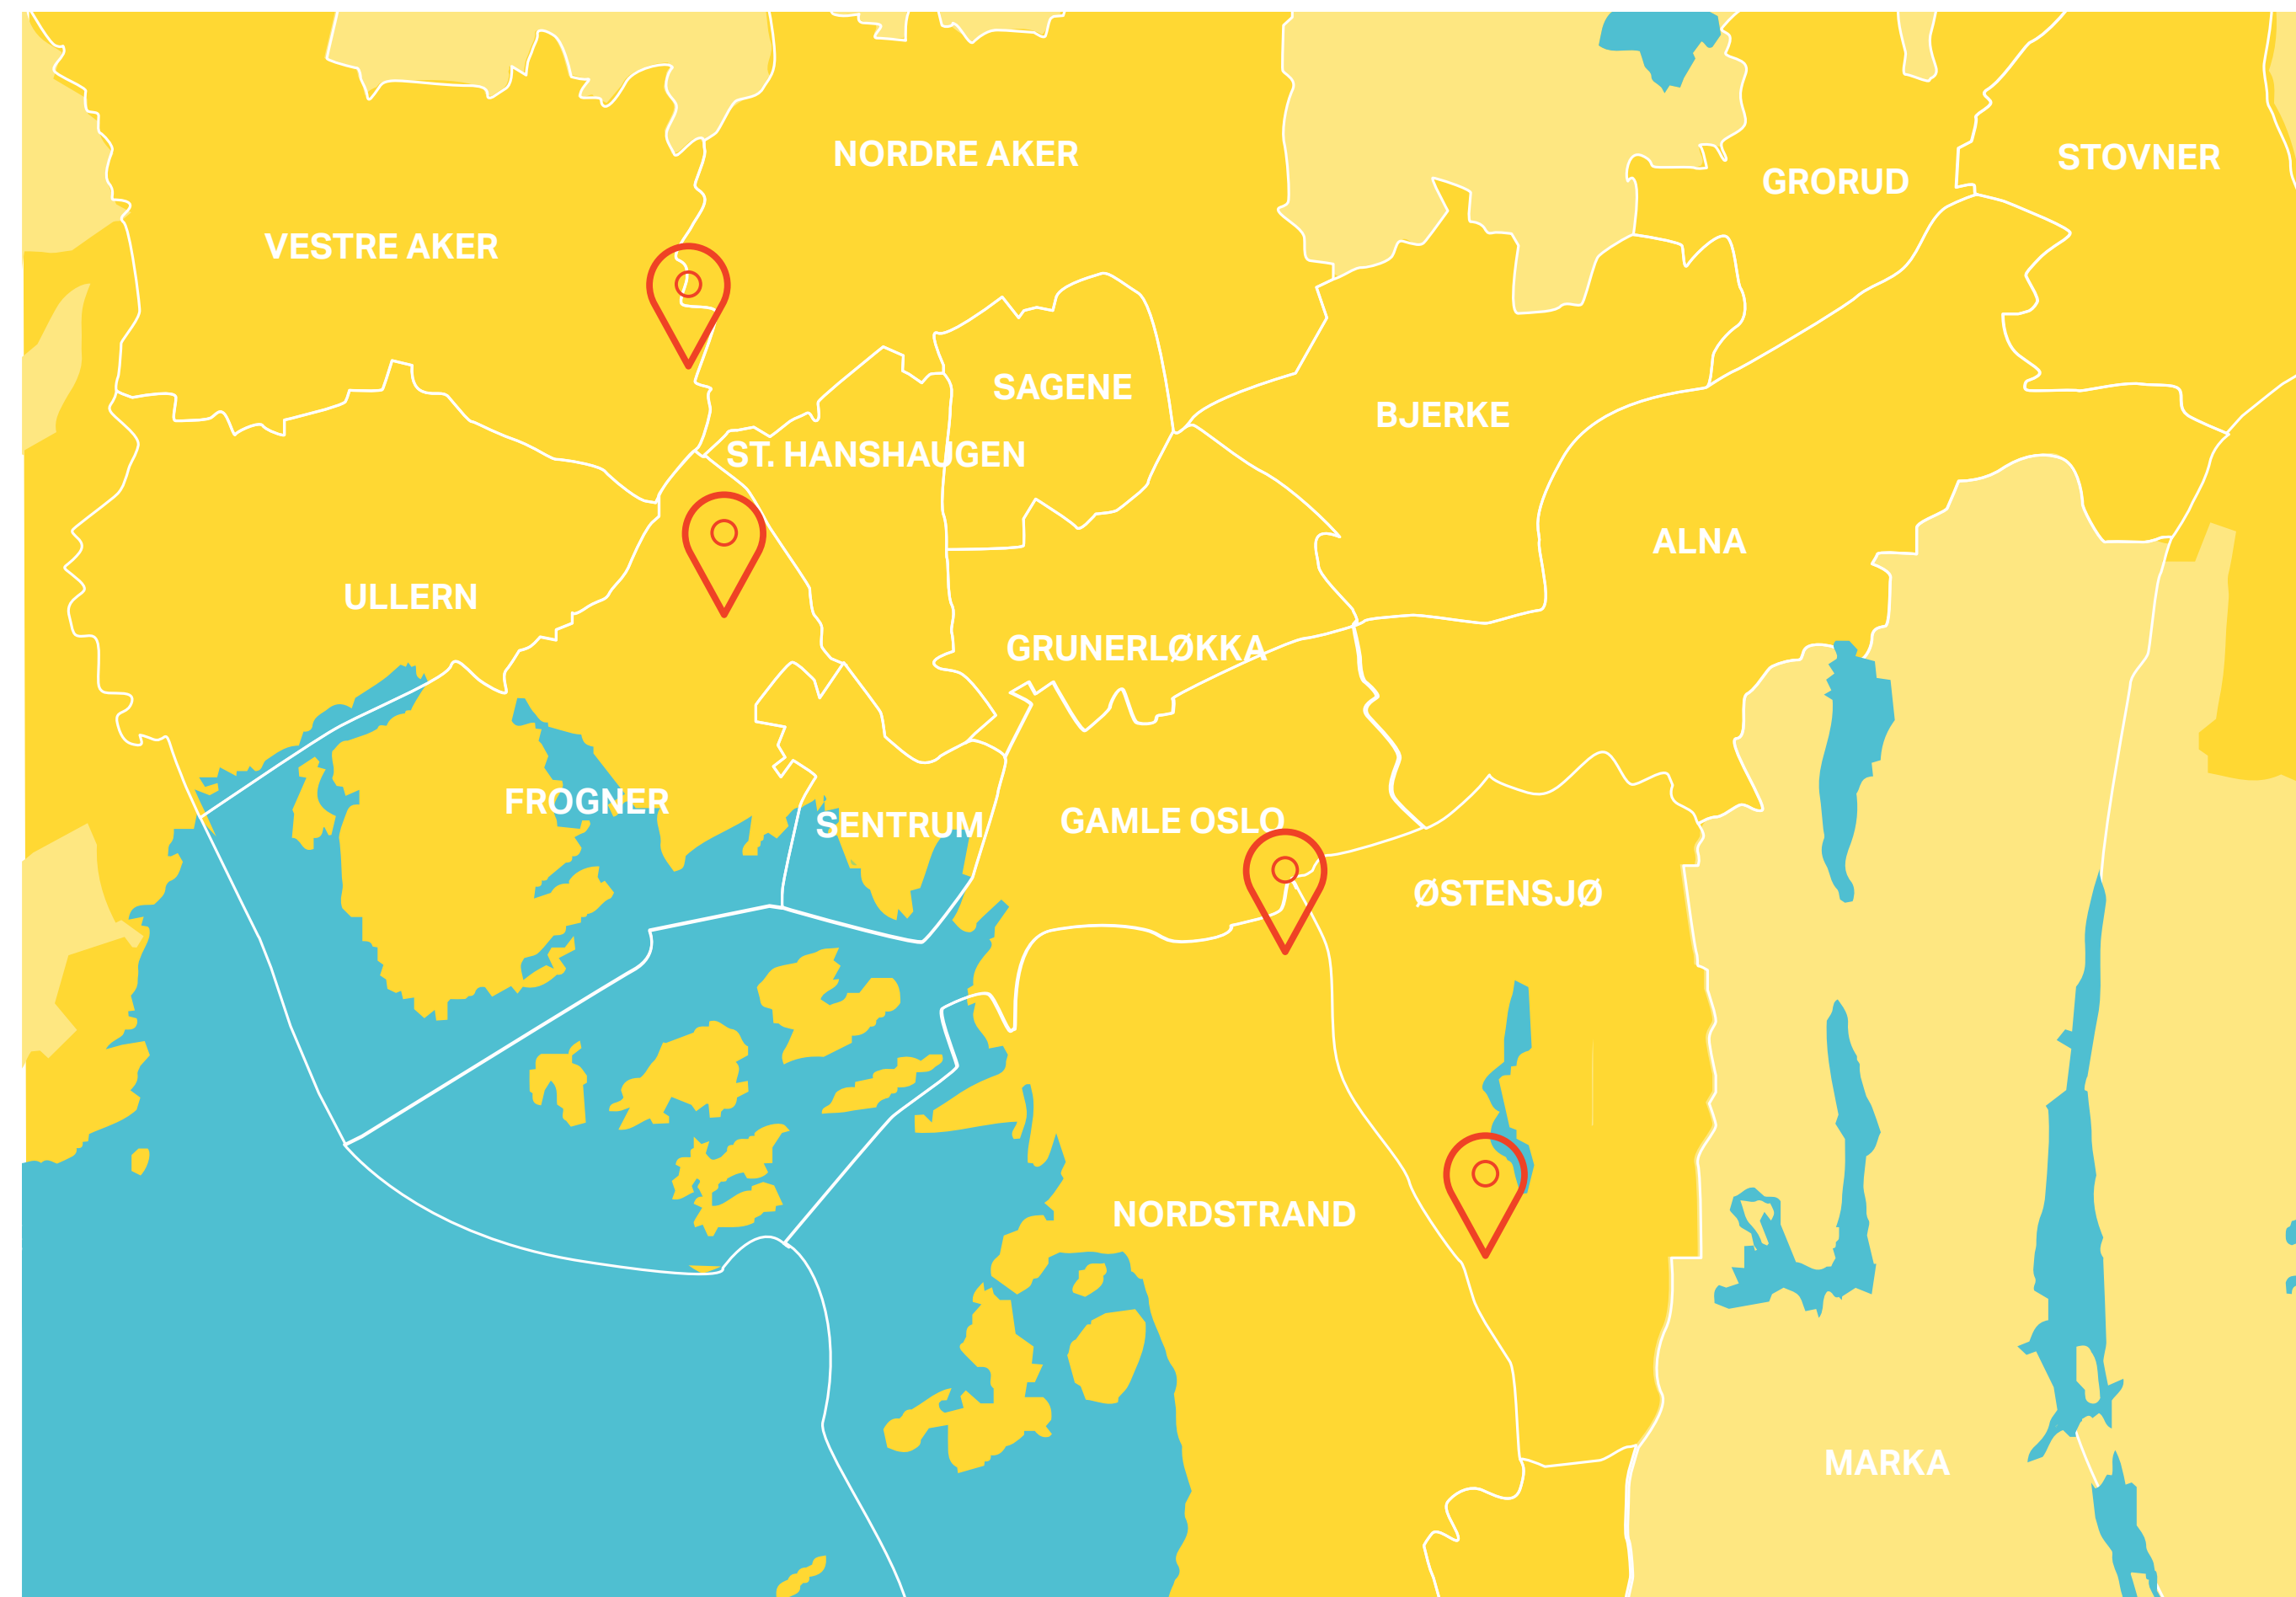 NORDRE AKER
STOVNER
GRORUD
VESTRE AKER
SAGENE
BJERKE
ST. HANSHAUGEN
ALNA
ULLERN
GRUNERLØKKA
FROGNER
SENTRUM
GAMLE OSLO
ØSTENSJØ
NORDSTRAND
MARKA